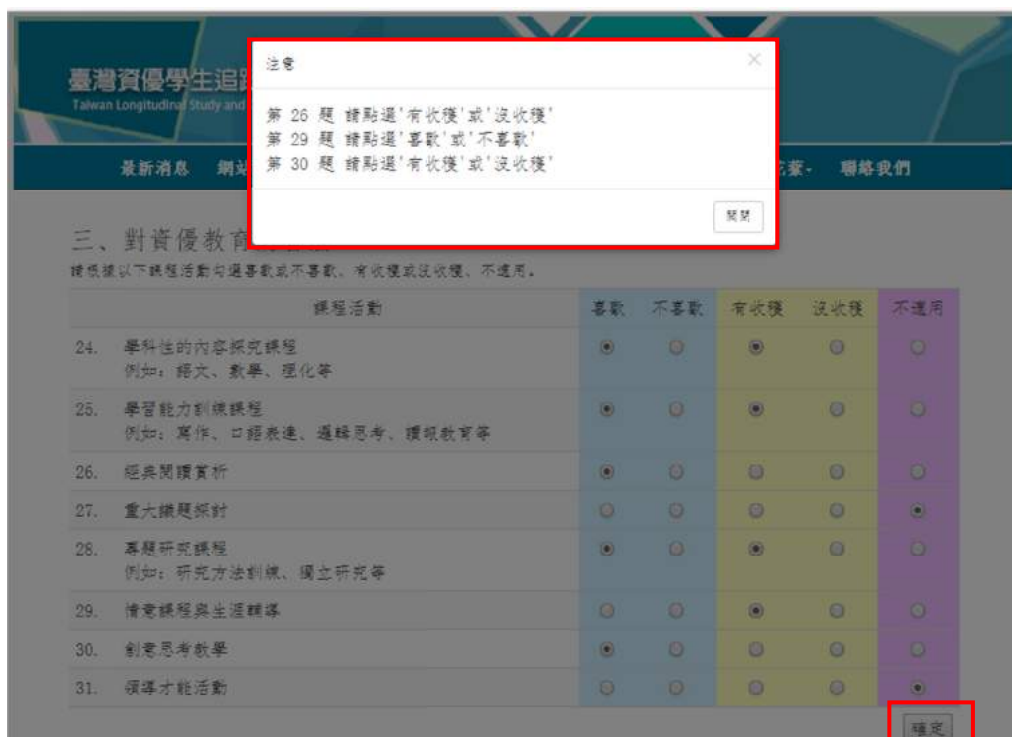 臺灣資優學生追蹤
Taiwan Longitudinal Study and
注意
×
第 26 題 請點選'有收穫'或'沒收穫'
第 29 題 請點選'喜歡'或'不喜歡'
第 30 題 請點選'有收穫'或'沒收穫'
關閉
最新消息 網站 聯絡我們
三、對資優教育
請根據以下課程活動勾選喜歡或不喜歡、有收穫或沒收穫、不適用。
課程活動 喜歡 不喜歡 有收穫 沒收穫 不適用
24. 學科性的內容探究課程
例如：語文、數學、理化等
25. 學習能力訓練課程
例如：寫作、口語表達、邏輯思考、讀報教育等
26. 經典閱讀賞析
27. 重大議題探討
28. 專題研究課程
例如：研究方法訓練、獨立研究等
29. 情意課程與生涯輔導
30. 創意思考教學
31. 領導才能活動
確定